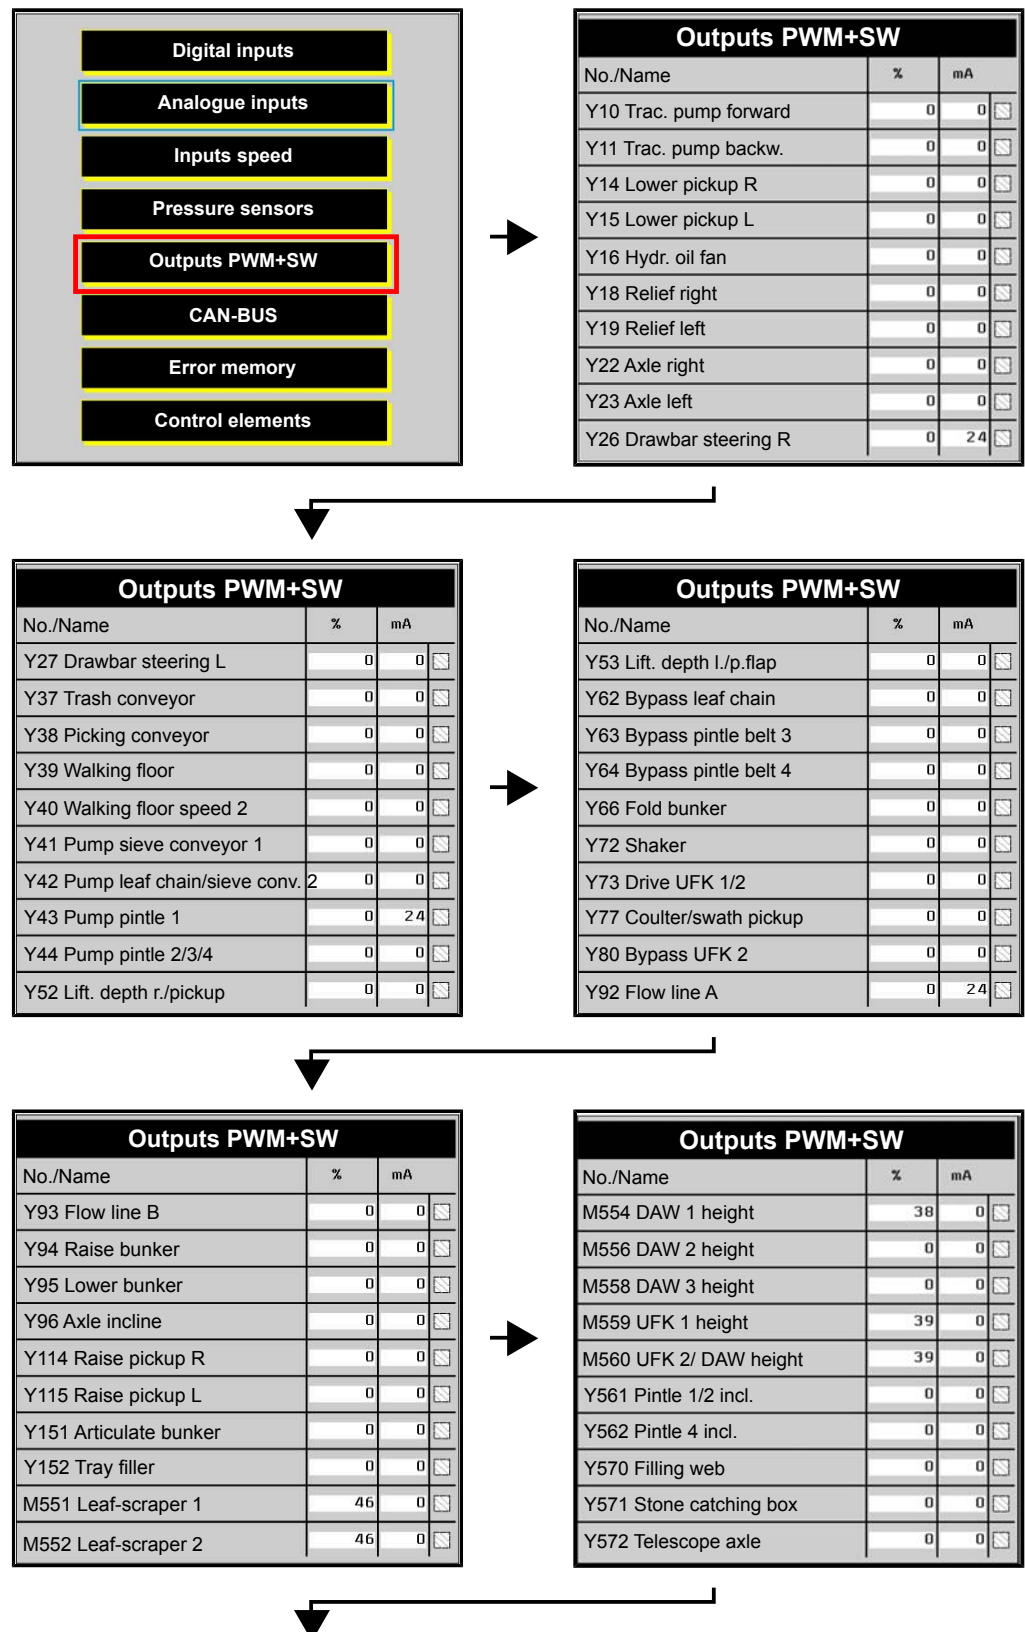 Digital inputs
Analogue inputs
Inputs speed
Pressure sensors
Outputs PWM+SW
CAN-BUS
Error memory
Control elements
Outputs PWM+SW
No./Name % mA
Y10 Trac. pump forward 0 0
Y11 Trac. pump backw. 0 0
Y14 Lower pickup R 0 0
Y15 Lower pickup L 0 0
Y16 Hydr. oil fan 0 0
Y18 Relief right 0 0
Y19 Relief left 0 0
Y22 Axle right 0 0
Y23 Axle left 0 0
Y26 Drawbar steering R 0 24
Outputs PWM+SW
No./Name % mA
Y27 Drawbar steering L 0 0
Y37 Trash conveyor 0 0
Y38 Picking conveyor 0 0
Y39 Walking floor 0 0
Y40 Walking floor speed 2 0 0
Y41 Pump sieve conveyor 1 0 0
Y42 Pump leaf chain/sieve conv. 2 0 0
Y43 Pump pintle 1 0 24
Y44 Pump pintle 2/3/4 0 0
Y52 Lift. depth r./pickup 0 0
Outputs PWM+SW
No./Name % mA
Y53 Lift. depth l./p.flap 0 0
Y62 Bypass leaf chain 0 0
Y63 Bypass pintle belt 3 0 0
Y64 Bypass pintle belt 4 0 0
Y66 Fold bunker 0 0
Y72 Shaker 0 0
Y73 Drive UFK 1/2 0 0
Y77 Coulter/swath pickup 0 0
Y80 Bypass UFK 2 0 0
Y92 Flow line A 0 24
Outputs PWM+SW
No./Name % mA
Y93 Flow line B 0 0
Y94 Raise bunker 0 0
Y95 Lower bunker 0 0
Y96 Axle incline 0 0
Y114 Raise pickup R 0 0
Y115 Raise pickup L 0 0
Y151 Articulate bunker 0 0
Y152 Tray filler 0 0
M551 Leaf-scraper 1 46 0
M552 Leaf-scraper 2 46 0
Outputs PWM+SW
No./Name % mA
M554 DAW 1 height 38 0
M556 DAW 2 height 0 0
M558 DAW 3 height 0 0
M559 UFK 1 height 39 0
M560 UFK 2/ DAW height 39 0
Y561 Pintle 1/2 incl. 0 0
Y562 Pintle 4 incl. 0 0
Y570 Filling web 0 0
Y571 Stone catching box 0 0
Y572 Telescope axle 0 0